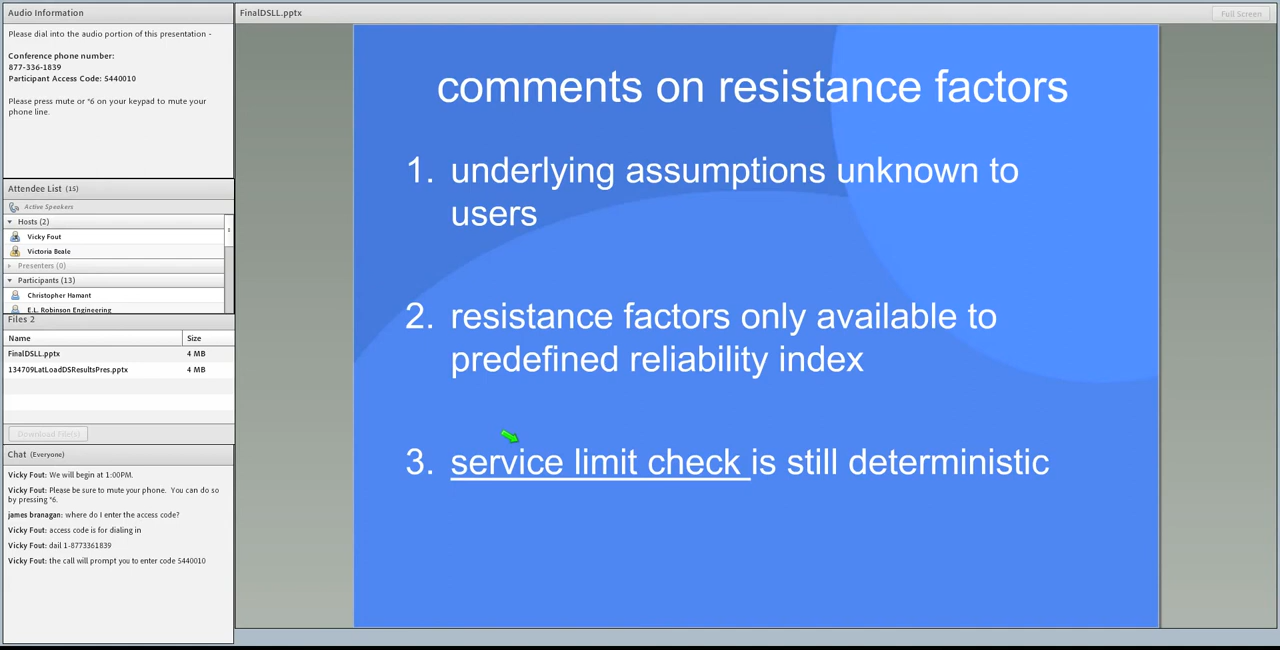 Audio Information
Please dial into the audio portion of this presentation -
Conference phone number:
877-336-1839
Participant Access Code: 5440010
Please press mute or *6 on your keypad to mute your
phone line.
Attendee List (15)
Active Speakers
Hosts (2)
Vicky Fout
Victoria Beale
Presenters (0)
Participants (13)
Christopher Hamant
E.L. Robinson Engineering
Files 2
Name Size
FinalDSLL.pptx 4 MB
134709LatLoadDSResultsPres.pptx 4 MB
Download File(s)
Chat (Everyone)
Vicky Fout: We will begin at 1:00PM.
Vicky Fout: Please be sure to mute your phone. You can do so
by pressing *6.
james branagan: where do I enter the access code?
Vicky Fout: access code is for dialing in
Vicky Fout: dail 1-8773361839
Vicky Fout: the call will prompt you to enter code 5440010
FinalDSLL.pptx
Full Screen
comments on resistance factors
1. underlying assumptions unknown to
users
2. resistance factors only available to
predefined reliability index
3. service limit check is still deterministic